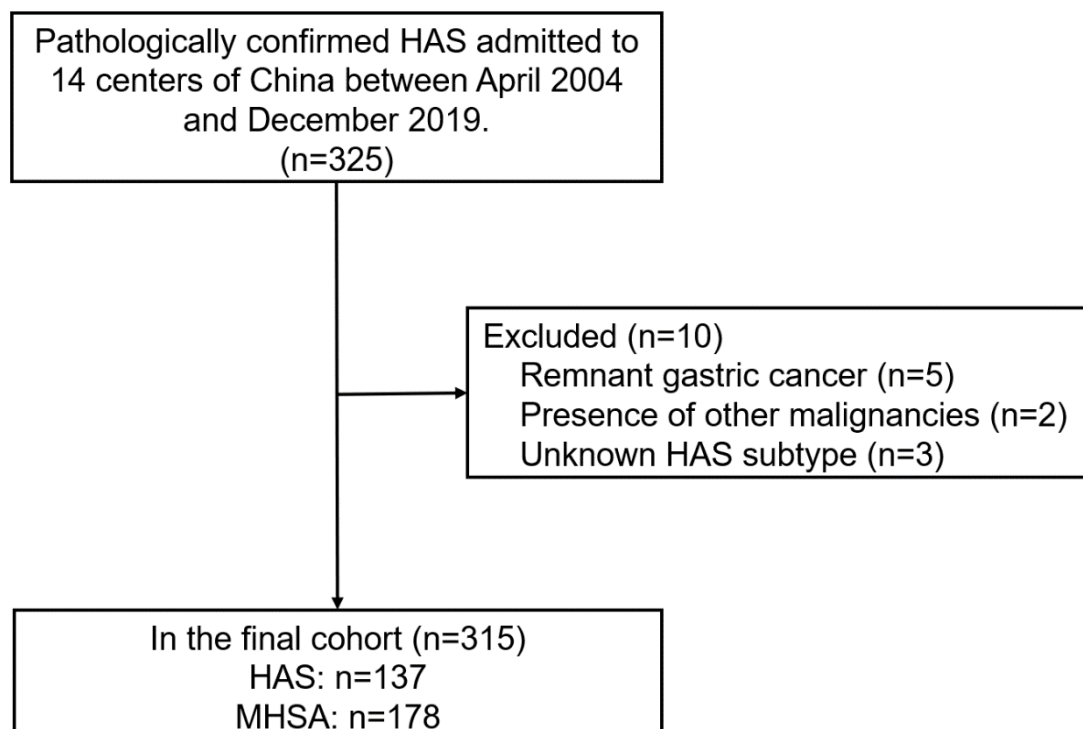 Pathologically confirmed HAS admitted to
14 centers of China between April 2004
and December 2019.
(n=325)
Excluded (n=10)
Remnant gastric cancer (n=5)
Presence of other malignancies (n=2)
Unknown HAS subtype (n=3)
In the final cohort (n=315)
HAS: n=137
MHSA: n=178